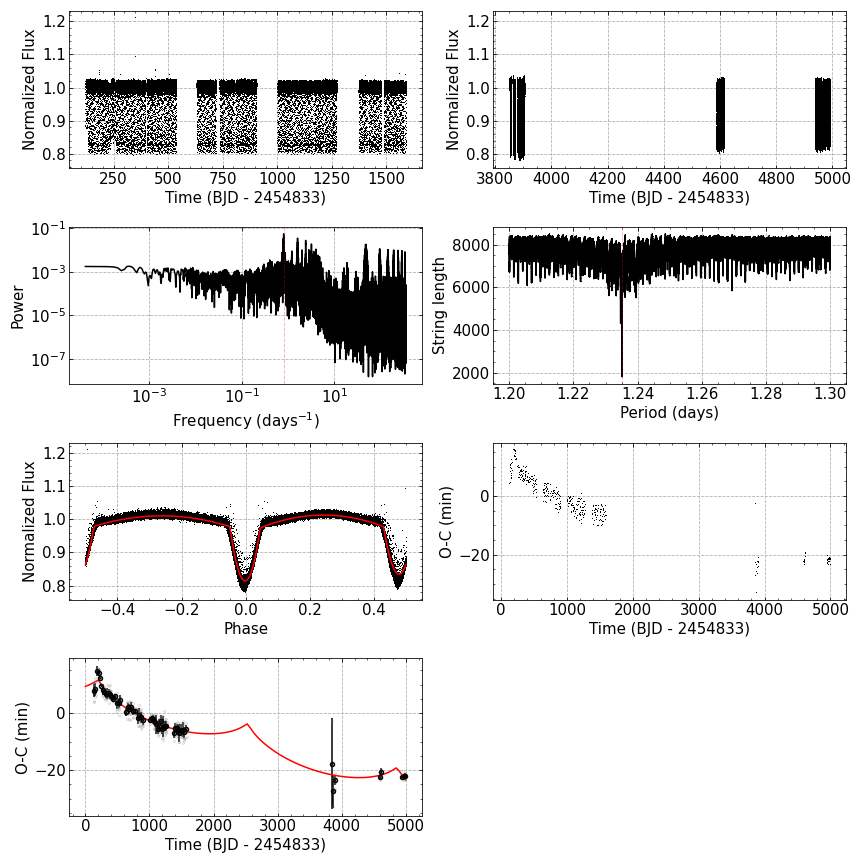 1.2
1.1
1.0
0.9
0.8
Normalized Flux
250 500 750 1000 1250 1500
Time (BJD - 2454833)
1.2
1.1
1.0
0.9
0.8
Normalized Flux
3800 4000 4200 4400 4600 4800 5000
Time (BJD - 2454833)
10⁻¹
10⁻³
10⁻⁵
10⁻⁷
Power
10⁻³ 10⁻¹ 10¹
Frequency (days⁻¹)
8000
6000
4000
2000
String length
1.20 1.22 1.24 1.26 1.28 1.30
Period (days)
1.2
1.1
1.0
0.9
0.8
Normalized Flux
−0.4 −0.2 0.0 0.2 0.4
Phase
0
−20
O-C (min)
0 1000 2000 3000 4000 5000
Time (BJD - 2454833)
0
−20
O-C (min)
0 1000 2000 3000 4000 5000
Time (BJD - 2454833)